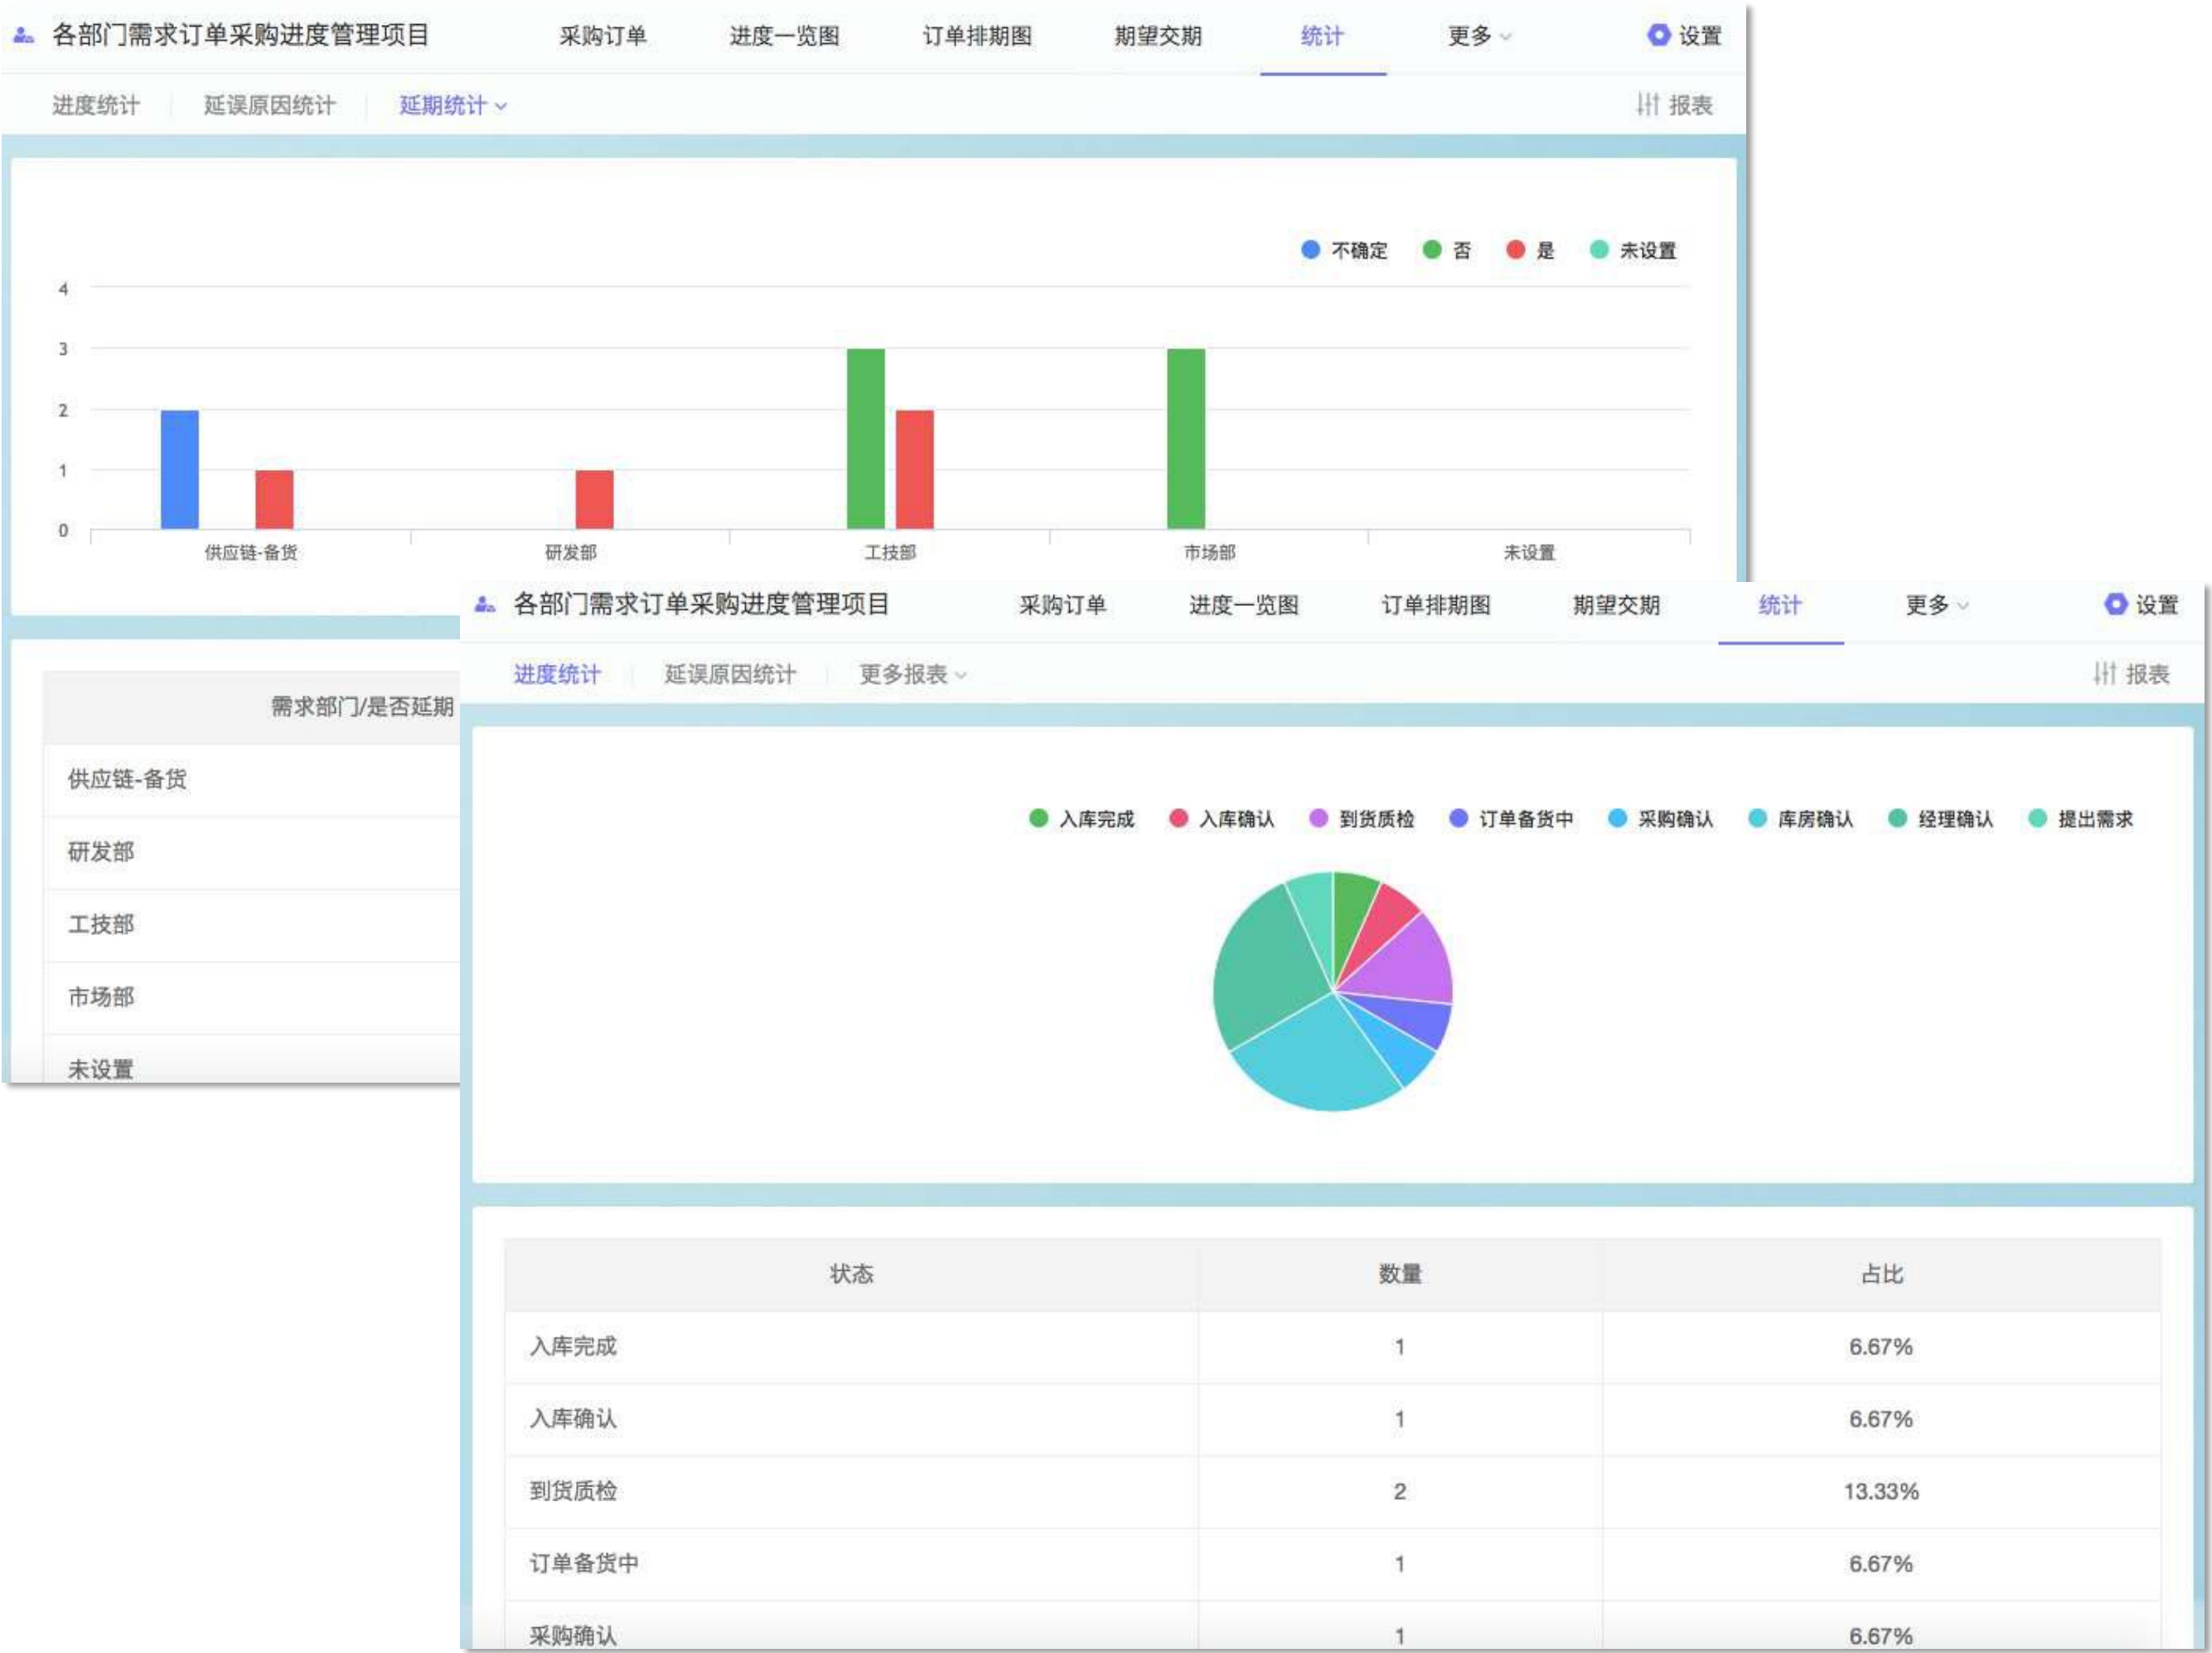 各部门需求订单采购进度管理项目 采购订单 进度一览图 订单排期图 期望交期 统计 更多 设置
进度统计 延误原因统计 延期统计 报表
不确定 否 是 未设置
4
3
2
1
0
供应链-备货 研发部 工技部 市场部 未设置
需求部门/是否延期
供应链-备货
研发部
工技部
市场部
未设置
各部门需求订单采购进度管理项目 采购订单 进度一览图 订单排期图 期望交期 统计 更多 设置
进度统计 延误原因统计 更多报表 报表
入库完成 入库确认 到货质检 订单备货中 采购确认 库房确认 经理确认 提出需求
状态 数量 占比
入库完成 1 6.67%
入库确认 1 6.67%
到货质检 2 13.33%
订单备货中 1 6.67%
采购确认 1 6.67%